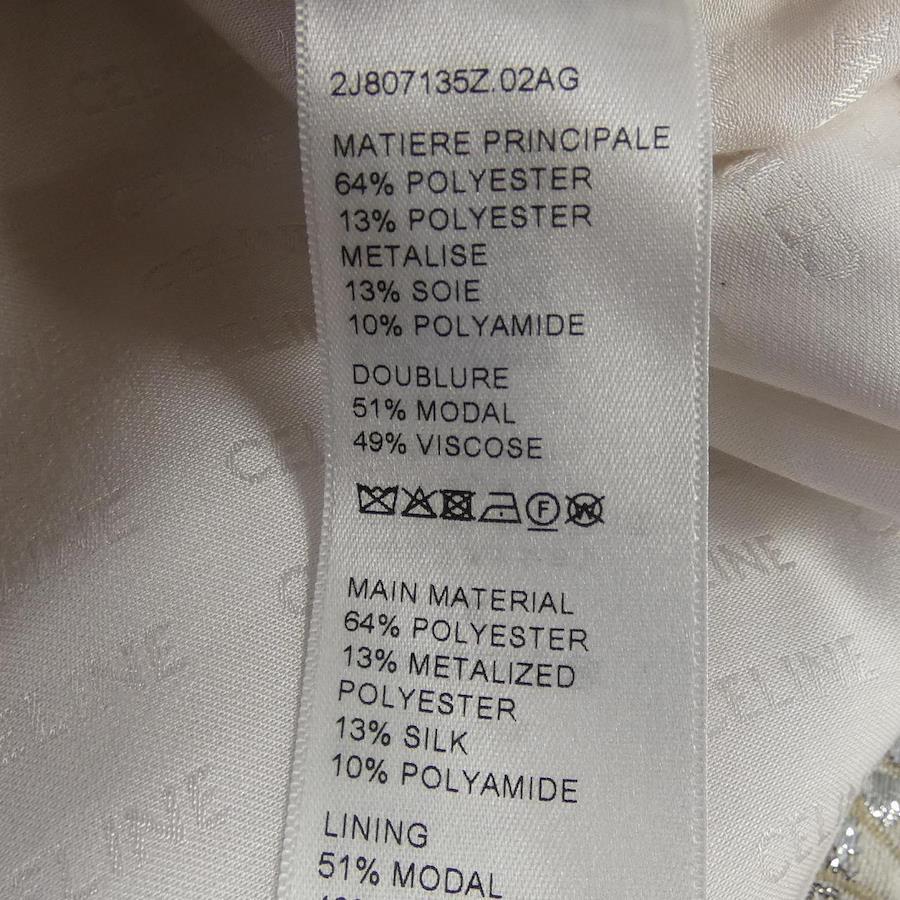 2J807135Z.02AG
MATIERE PRINCIPALE
64% POLYESTER
13% POLYESTER
METALISE
13% SOIE
10% POLYAMIDE
DOUBLURE
51% MODAL
49% VISCOSE
F W
MAIN MATERIAL
64% POLYESTER
13% METALIZED
POLYESTER
13% SILK
10% POLYAMIDE
LINING
51% MODAL